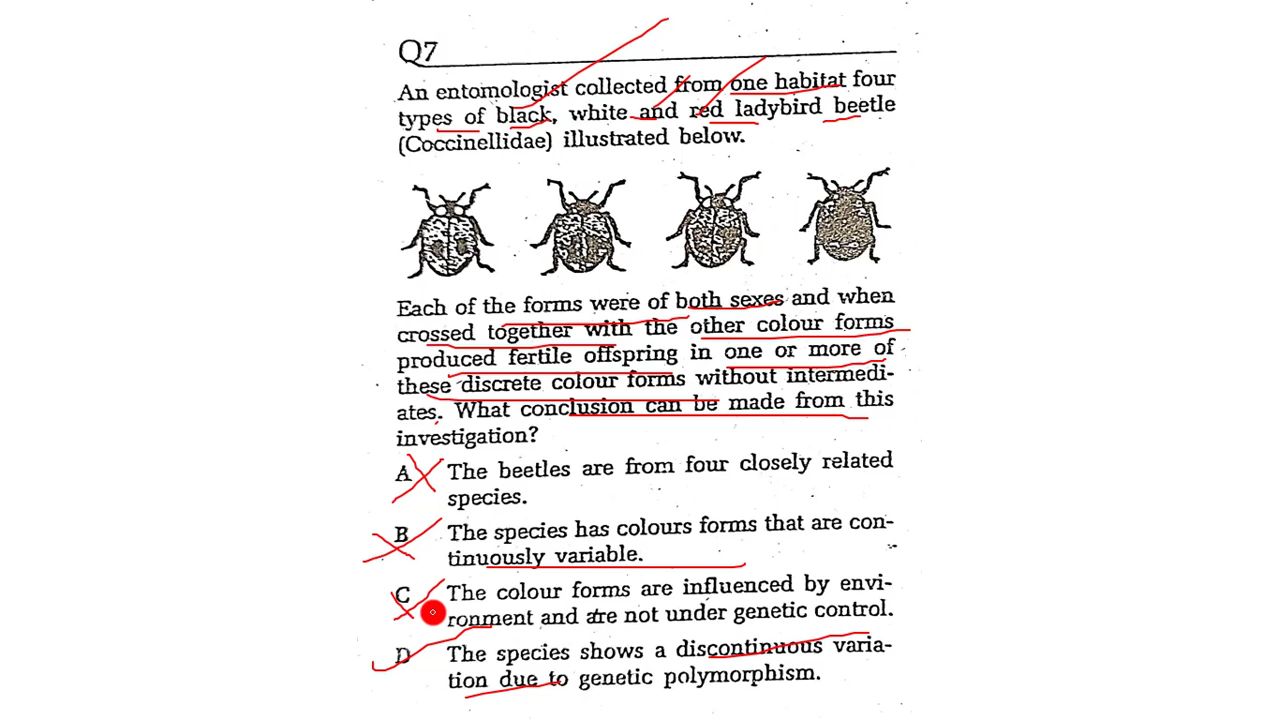 Q7
An entomologist collected from one habitat four
types of black, white and red ladybird beetle
(Coccinellidae) illustrated below.
Each of the forms were of both sexes and when
crossed together with the other colour forms
produced fertile offspring in one or more of
these discrete colour forms without intermedi-
ates. What conclusion can be made from this
investigation?
A The beetles are from four closely related
species.
B The species has colours forms that are con-
tinuously variable.
C The colour forms are influenced by envi-
ronment and are not under genetic control.
D The species shows a discontinuous varia-
tion due to genetic polymorphism.